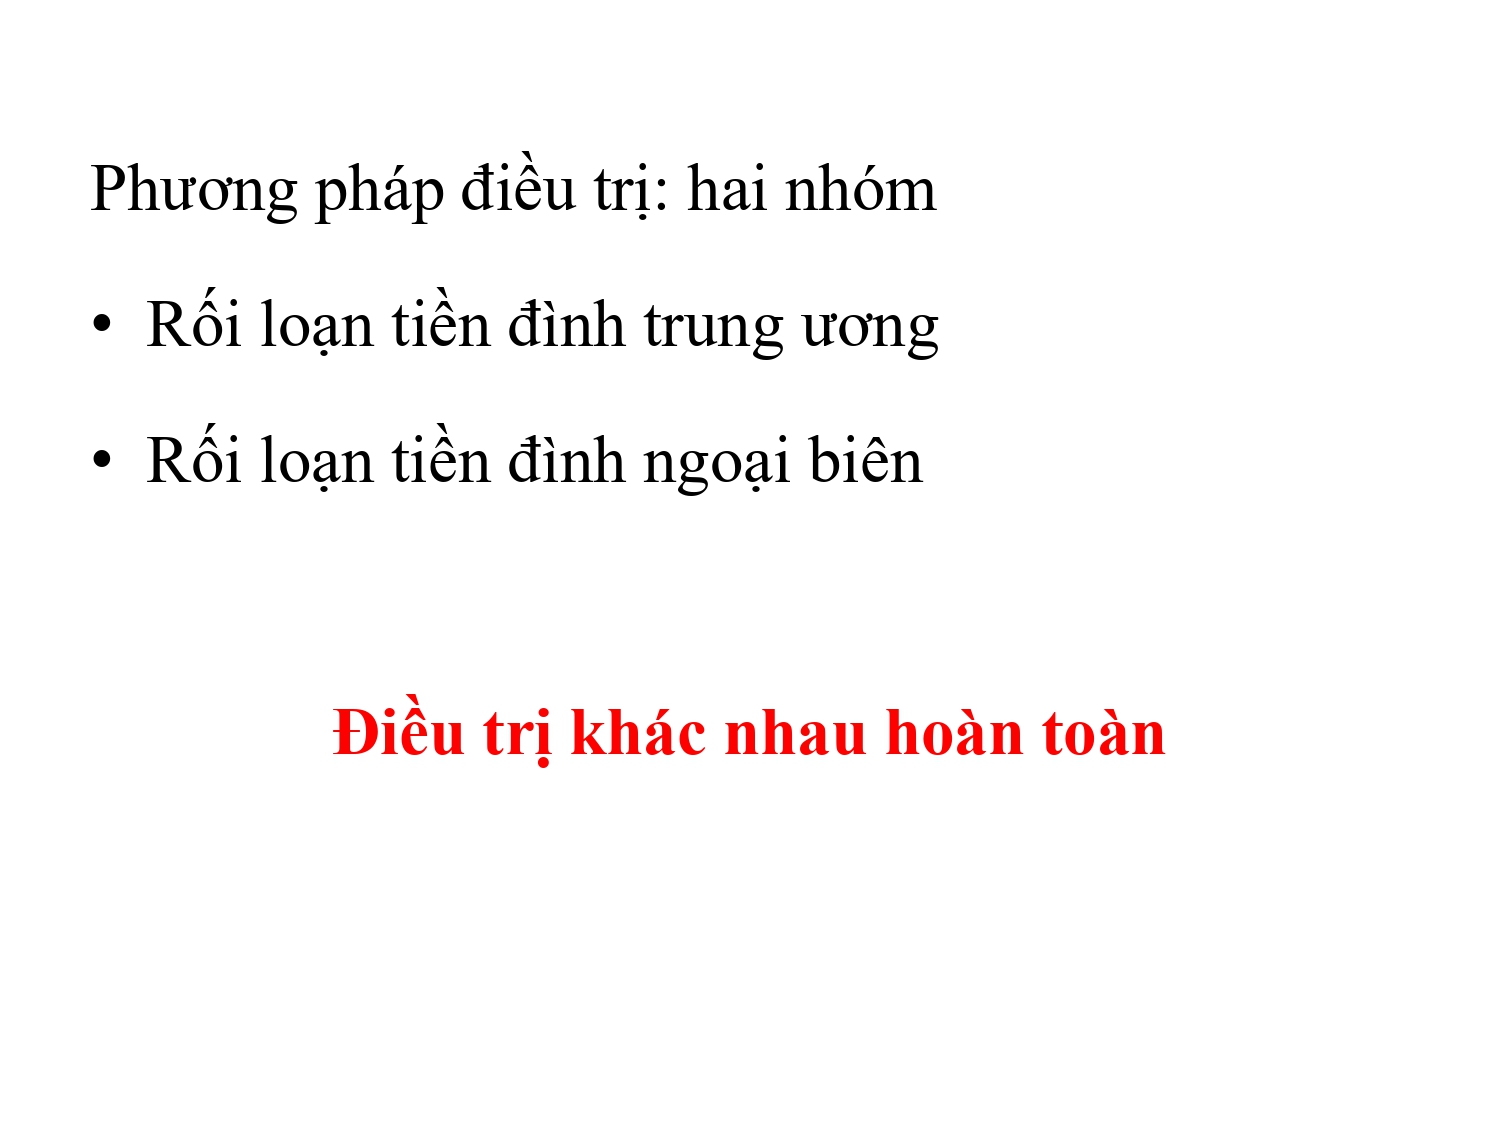 Phương pháp điều trị: hai nhóm
• Rối loạn tiền đình trung ương
• Rối loạn tiền đình ngoại biên
Điều trị khác nhau hoàn toàn